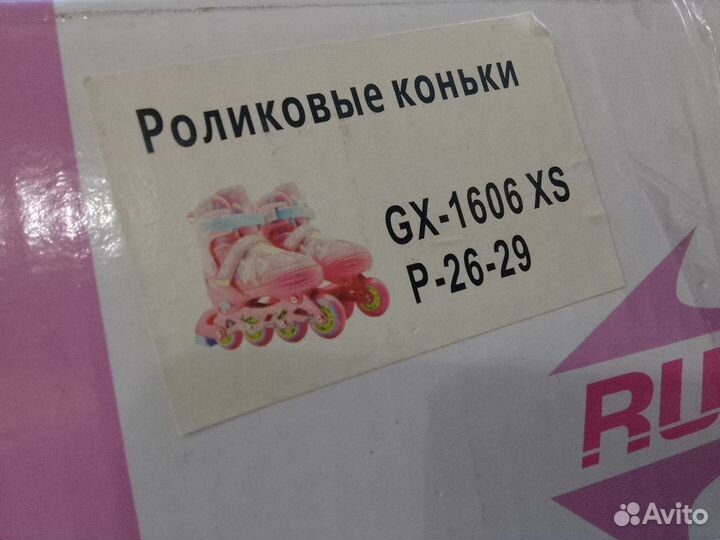 Роликовые коньки
GX-1606 XS
Р-26-29
RU
Avito